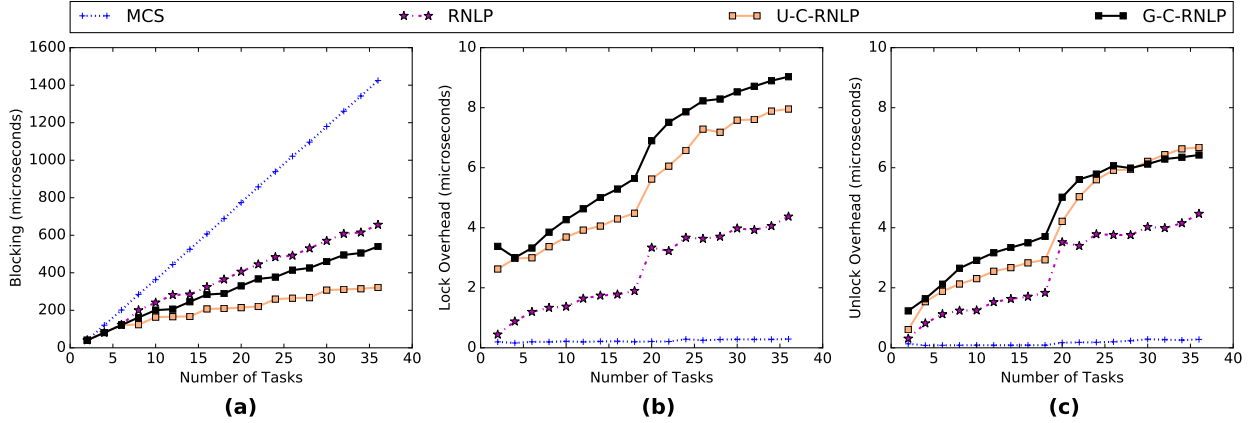 MCS RNLP U-C-RNLP G-C-RNLP
Blocking (microseconds)
1600
1400
1200
1000
800
600
400
200
0
0 5 10 15 20 25 30 35 40
Number of Tasks
(a)
Lock Overhead (microseconds)
10
8
6
4
2
0
0 5 10 15 20 25 30 35 40
Number of Tasks
(b)
Unlock Overhead (microseconds)
10
8
6
4
2
0
0 5 10 15 20 25 30 35 40
Number of Tasks
(c)